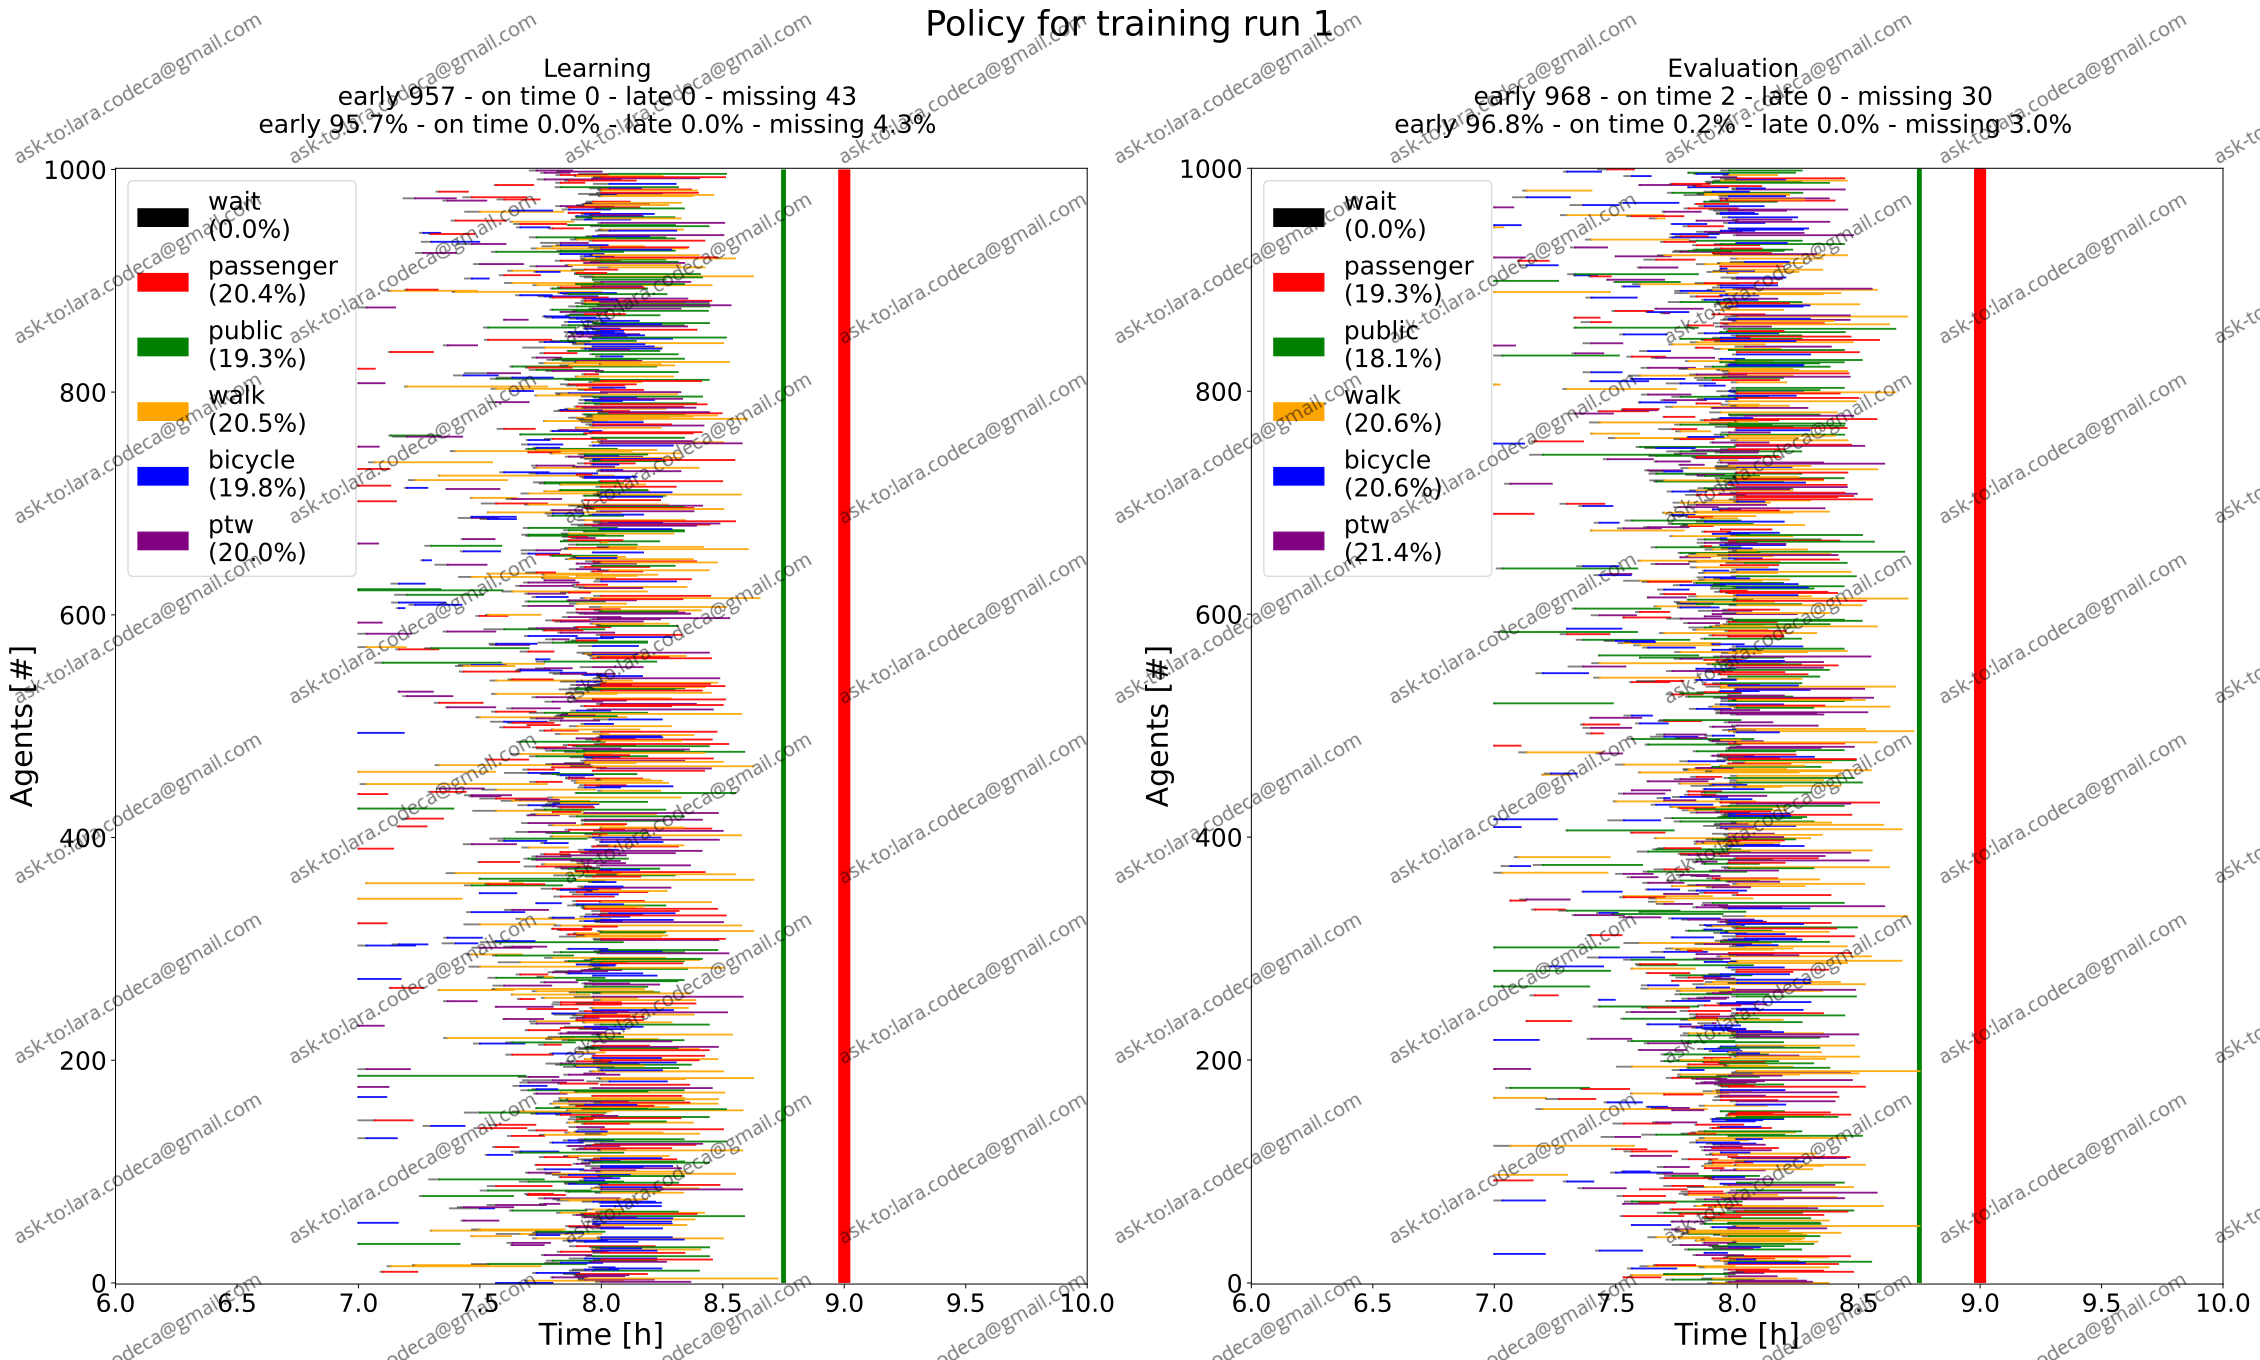 Policy for training run 1
Learning
early 957 - on time 0 - late 0 - missing 43
early 95.7% - on time 0.0% - late 0.0% - missing 4.3%
Agents [#]
1000
800
600
400
200
0
wait
(0.0%)
passenger
(20.4%)
public
(19.3%)
walk
(20.5%)
bicycle
(19.8%)
ptw
(20.0%)
6.0 6.5 7.0 7.5 8.0 8.5 9.0 9.5 10.0
Time [h]
Evaluation
early 968 - on time 2 - late 0 - missing 30
early 96.8% - on time 0.2% - late 0.0% - missing 3.0%
Agents [#]
1000
800
600
400
200
0
wait
(0.0%)
passenger
(19.3%)
public
(18.1%)
walk
(20.6%)
bicycle
(20.6%)
ptw
(21.4%)
6.0 6.5 7.0 7.5 8.0 8.5 9.0 9.5 10.0
Time [h]
ask-to:lara.codeca@gmail.com